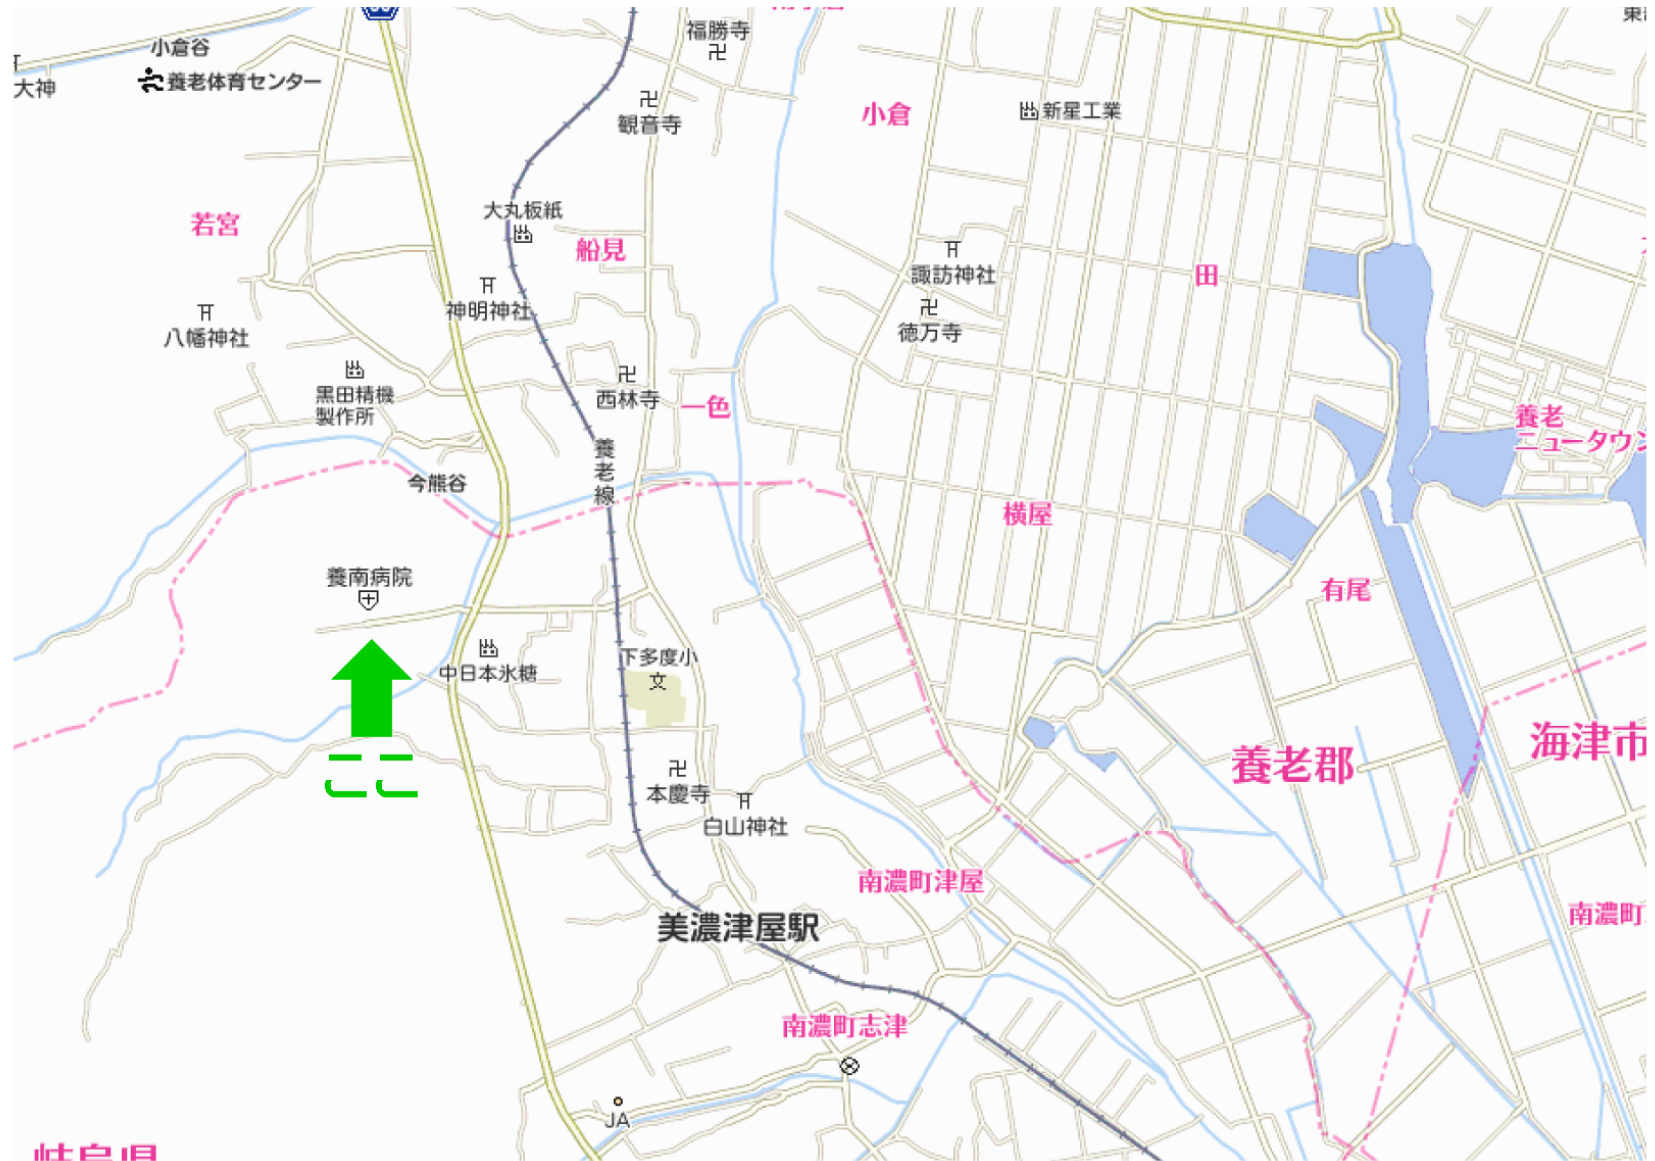 福勝寺
小倉谷
大神
養老体育センター
観音寺
小倉
新星工業
大丸板紙
若宮
船見
諏訪神社
田
神明神社
八幡神社
徳万寺
黒田精機
製作所
西林寺
一色
養老
ニュータウン
養老線
今熊谷
横屋
養南病院
有尾
中日本氷糖
下多度小
文
ここ
養老郡
海津市
本慶寺
白山神社
南濃町津屋
美濃津屋駅
南濃町
南濃町志津
JA
岐阜県